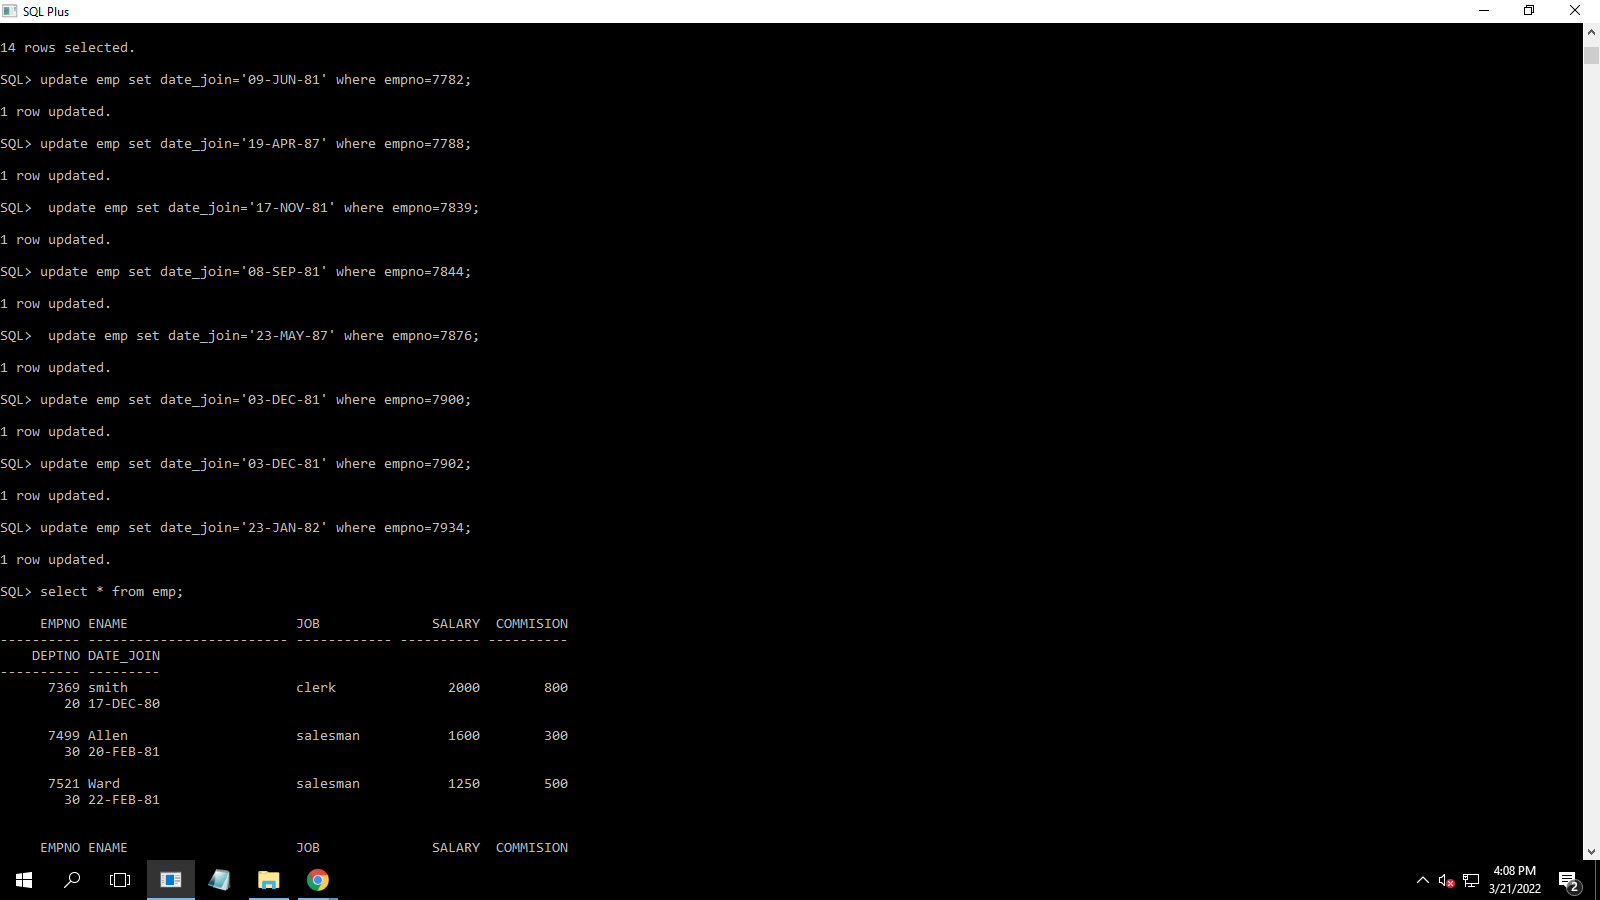 SQL Plus
14 rows selected.
SQL> update emp set date_join='09-JUN-81' where empno=7782;
1 row updated.
SQL> update emp set date_join='19-APR-87' where empno=7788;
1 row updated.
SQL>  update emp set date_join='17-NOV-81' where empno=7839;
1 row updated.
SQL> update emp set date_join='08-SEP-81' where empno=7844;
1 row updated.
SQL>  update emp set date_join='23-MAY-87' where empno=7876;
1 row updated.
SQL> update emp set date_join='03-DEC-81' where empno=7900;
1 row updated.
SQL> update emp set date_join='03-DEC-81' where empno=7902;
1 row updated.
SQL> update emp set date_join='23-JAN-82' where empno=7934;
1 row updated.
SQL> select * from emp;
     EMPNO ENAME                     JOB              SALARY  COMMISION
---------- ------------------------- ------------ ---------- ----------
    DEPTNO DATE_JOIN
---------- ---------
      7369 smith                     clerk              2000        800
        20 17-DEC-80
      7499 Allen                     salesman           1600        300
        30 20-FEB-81
      7521 Ward                      salesman           1250        500
        30 22-FEB-81
     EMPNO ENAME                     JOB              SALARY  COMMISION
4:08 PM
3/21/2022
2